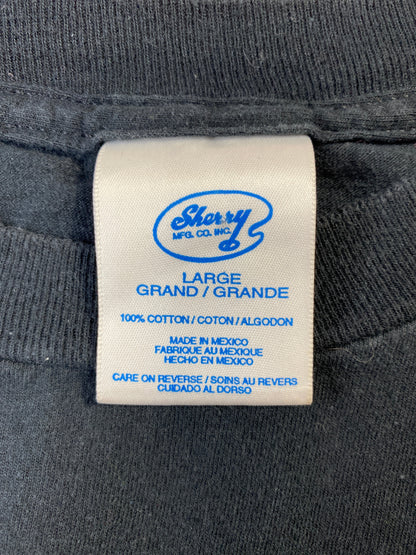 Sherry
MFG. CO. INC.
LARGE
GRAND / GRANDE
100% COTTON / COTON / ALGODON
MADE IN MEXICO
FABRIQUE AU MEXIQUE
HECHO EN MEXICO
CARE ON REVERSE / SOINS AU REVERS
CUIDADO AL DORSO